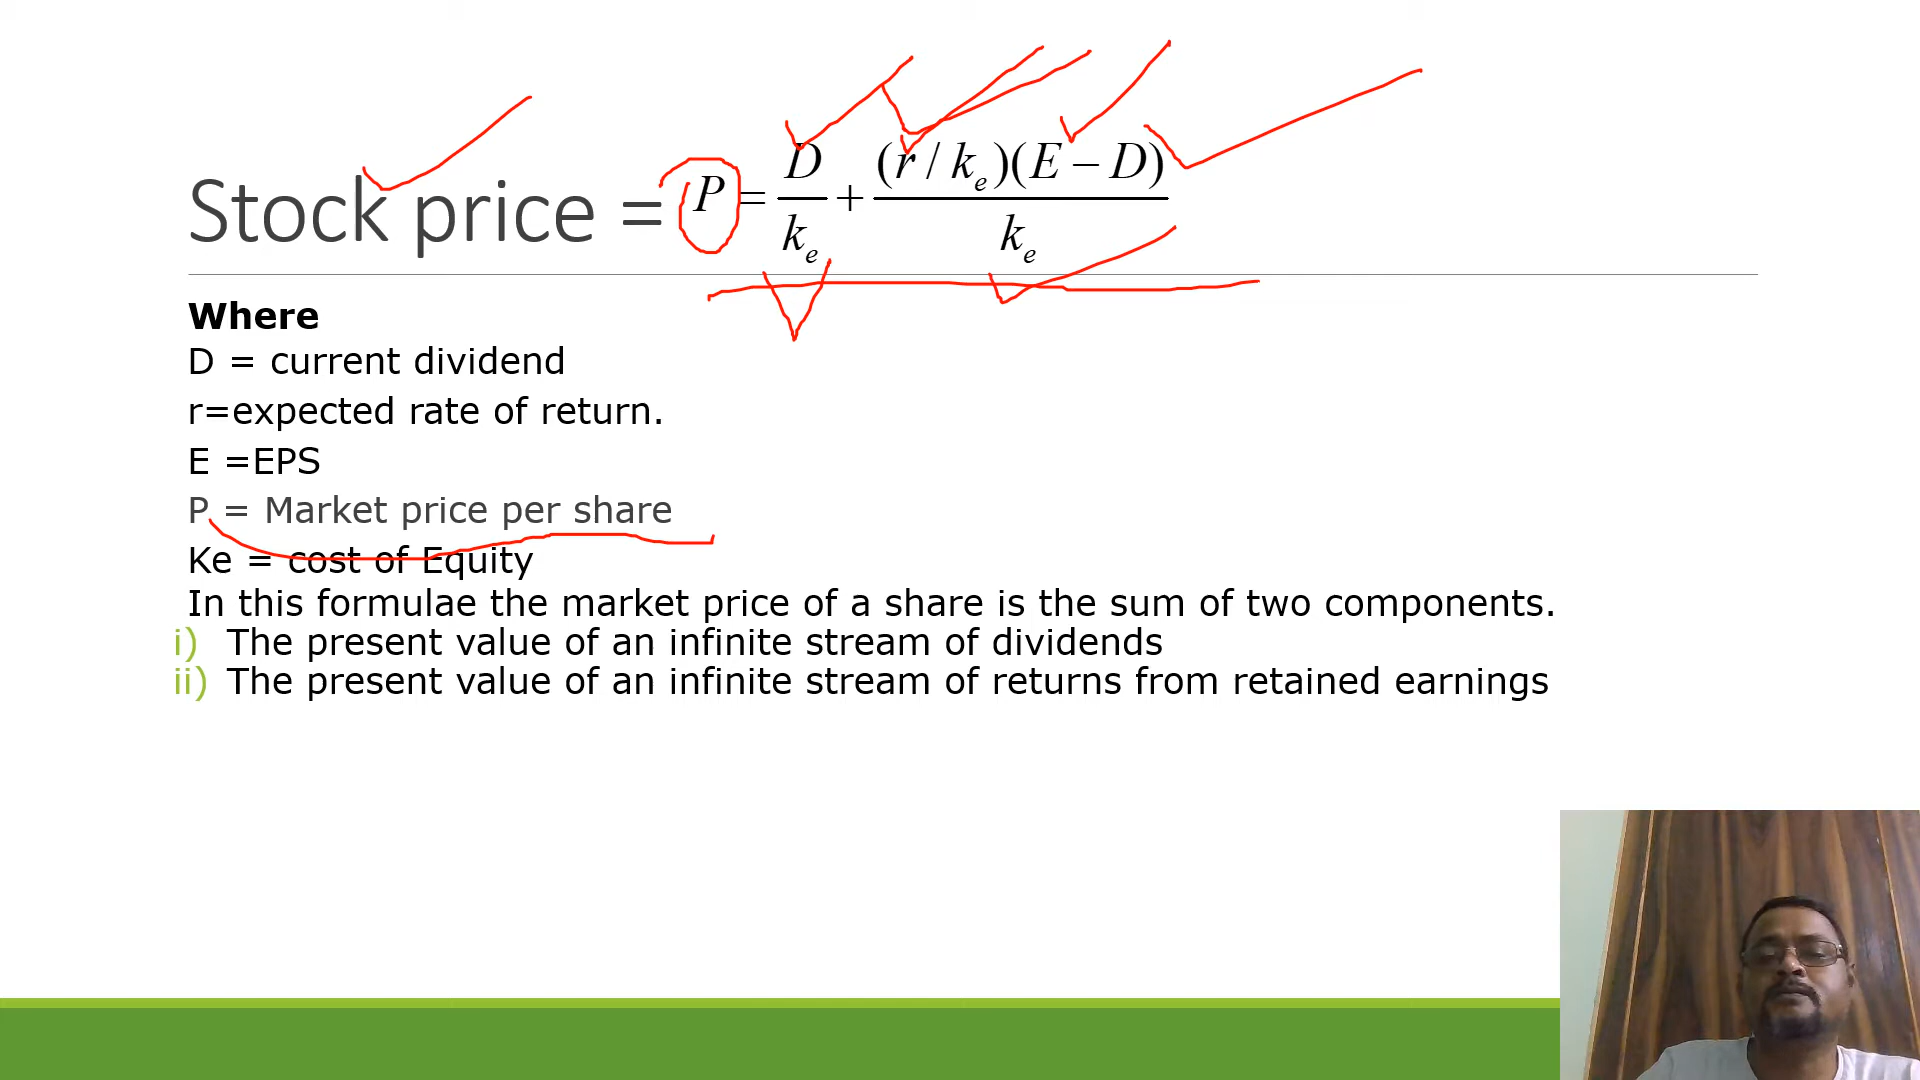 Stock price = P = D/ke + (r / ke)(E − D)/ke
Where
D = current dividend
r=expected rate of return.
E =EPS
P = Market price per share
Ke = cost of Equity
In this formulae the market price of a share is the sum of two components.
i) The present value of an infinite stream of dividends
ii) The present value of an infinite stream of returns from retained earnings